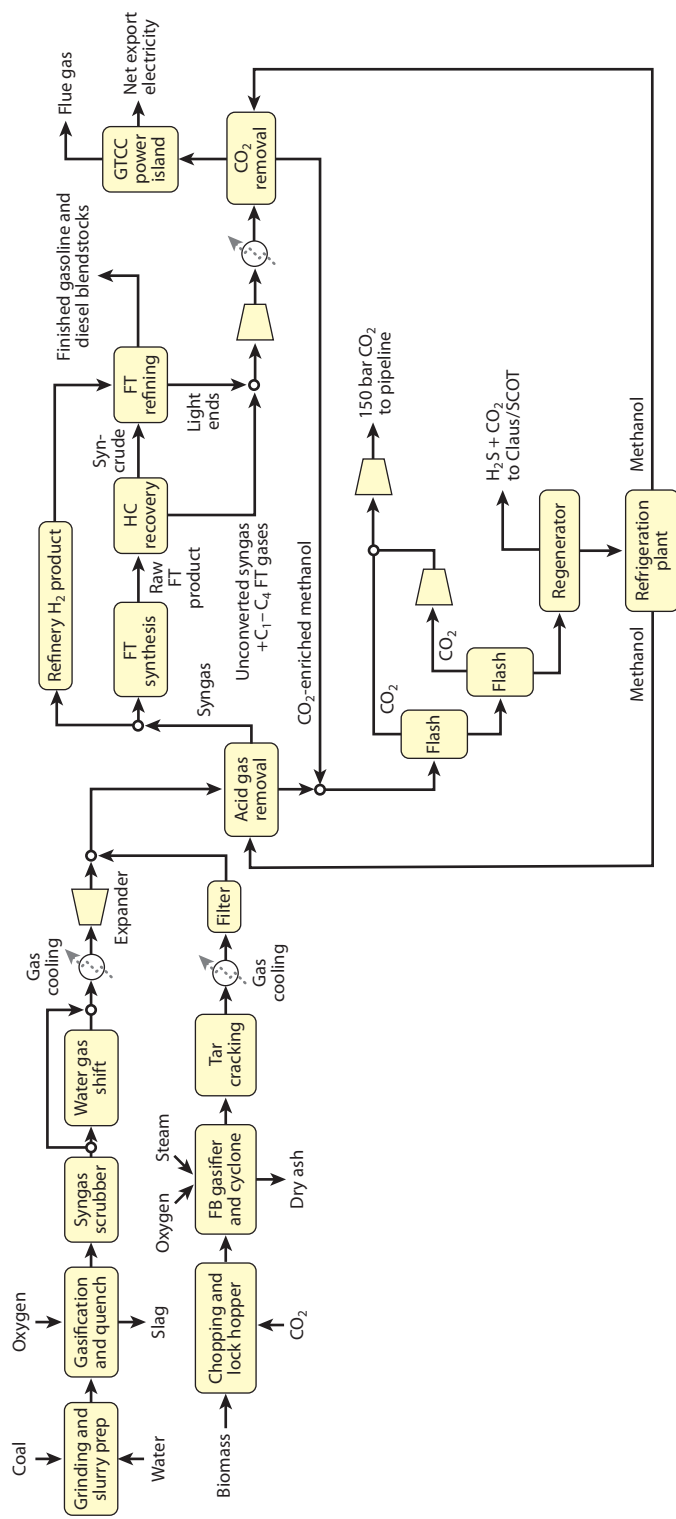 Coal
Water
Grinding and
slurry prep
Oxygen
Gasification
and quench
Slag
Syngas
scrubber
Water gas
shift
Gas
cooling
Expander
Biomass
Chopping and
lock hopper
CO₂
Oxygen
Steam
FB gasifier
and cyclone
Dry ash
Tar
cracking
Gas
cooling
Filter
Acid gas
removal
Syngas
Refinery H₂ product
FT
synthesis
Raw
FT
product
HC
recovery
Syn-
crude
FT
refining
Finished gasoline and
diesel blendstocks
Light
ends
Unconverted syngas
+C₁– C₄ FT gases
CO₂-enriched methanol
CO₂
removal
GTCC
power
island
Flue gas
Net export
electricity
Flash
CO₂
Flash
CO₂
150 bar CO₂
to pipeline
Regenerator
H₂S + CO₂
to Claus/SCOT
Refrigeration
plant
Methanol
Methanol